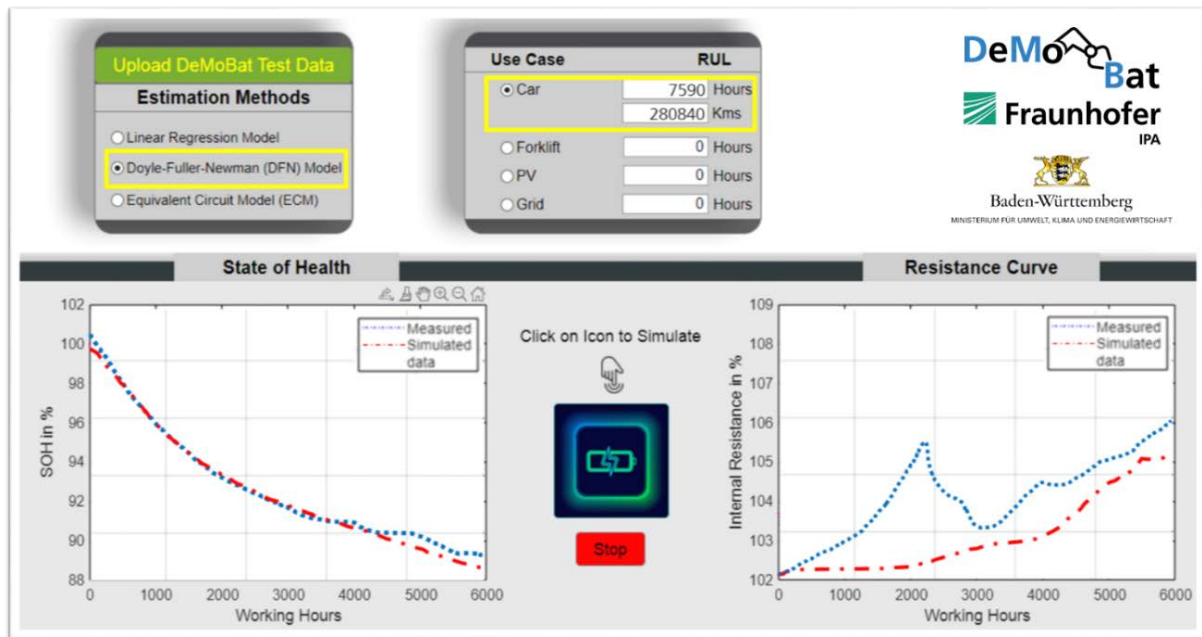 Upload DeMoBat Test Data
Estimation Methods
Linear Regression Model
Doyle-Fuller-Newman (DFN) Model
Equivalent Circuit Model (ECM)
Use Case RUL
Car 7590 Hours
280840 Kms
Forklift 0 Hours
PV 0 Hours
Grid 0 Hours
DeMoBat
Fraunhofer
IPA
Baden-Württemberg
MINISTERIUM FÜR UMWELT, KLIMA UND ENERGIEWIRTSCHAFT
State of Health
102
100
98
96
94
92
90
88
SOH in %
0 1000 2000 3000 4000 5000 6000
Working Hours
Measured
Simulated
data
Click on Icon to Simulate
Stop
Resistance Curve
109
108
107
106
105
104
103
102
Internal Resistance in %
0 1000 2000 3000 4000 5000 6000
Working Hours
Measured
Simulated
data